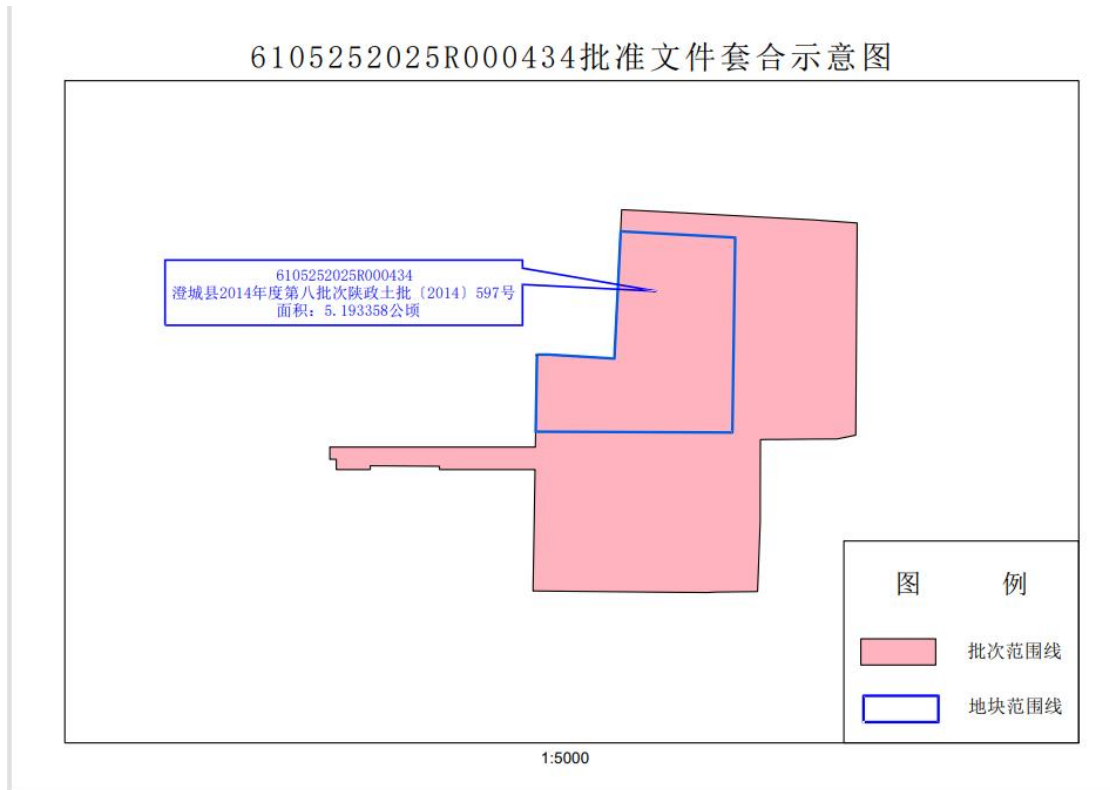 6105252025R000434批准文件套合示意图
6105252025R000434
澄城县2014年度第八批次陕政土批〔2014〕597号
面积：5.193358公顷
图 例
批次范围线
地块范围线
1:5000